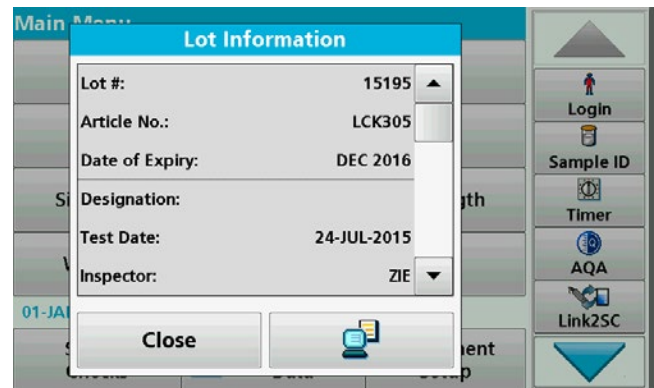 Main Menu
Lot Information
Lot #: 15195
Article No.: LCK305
Date of Expiry: DEC 2016
Designation:
Test Date: 24-JUL-2015
Inspector: ZIE
Close
Login
Sample ID
Timer
AQA
Link2SC